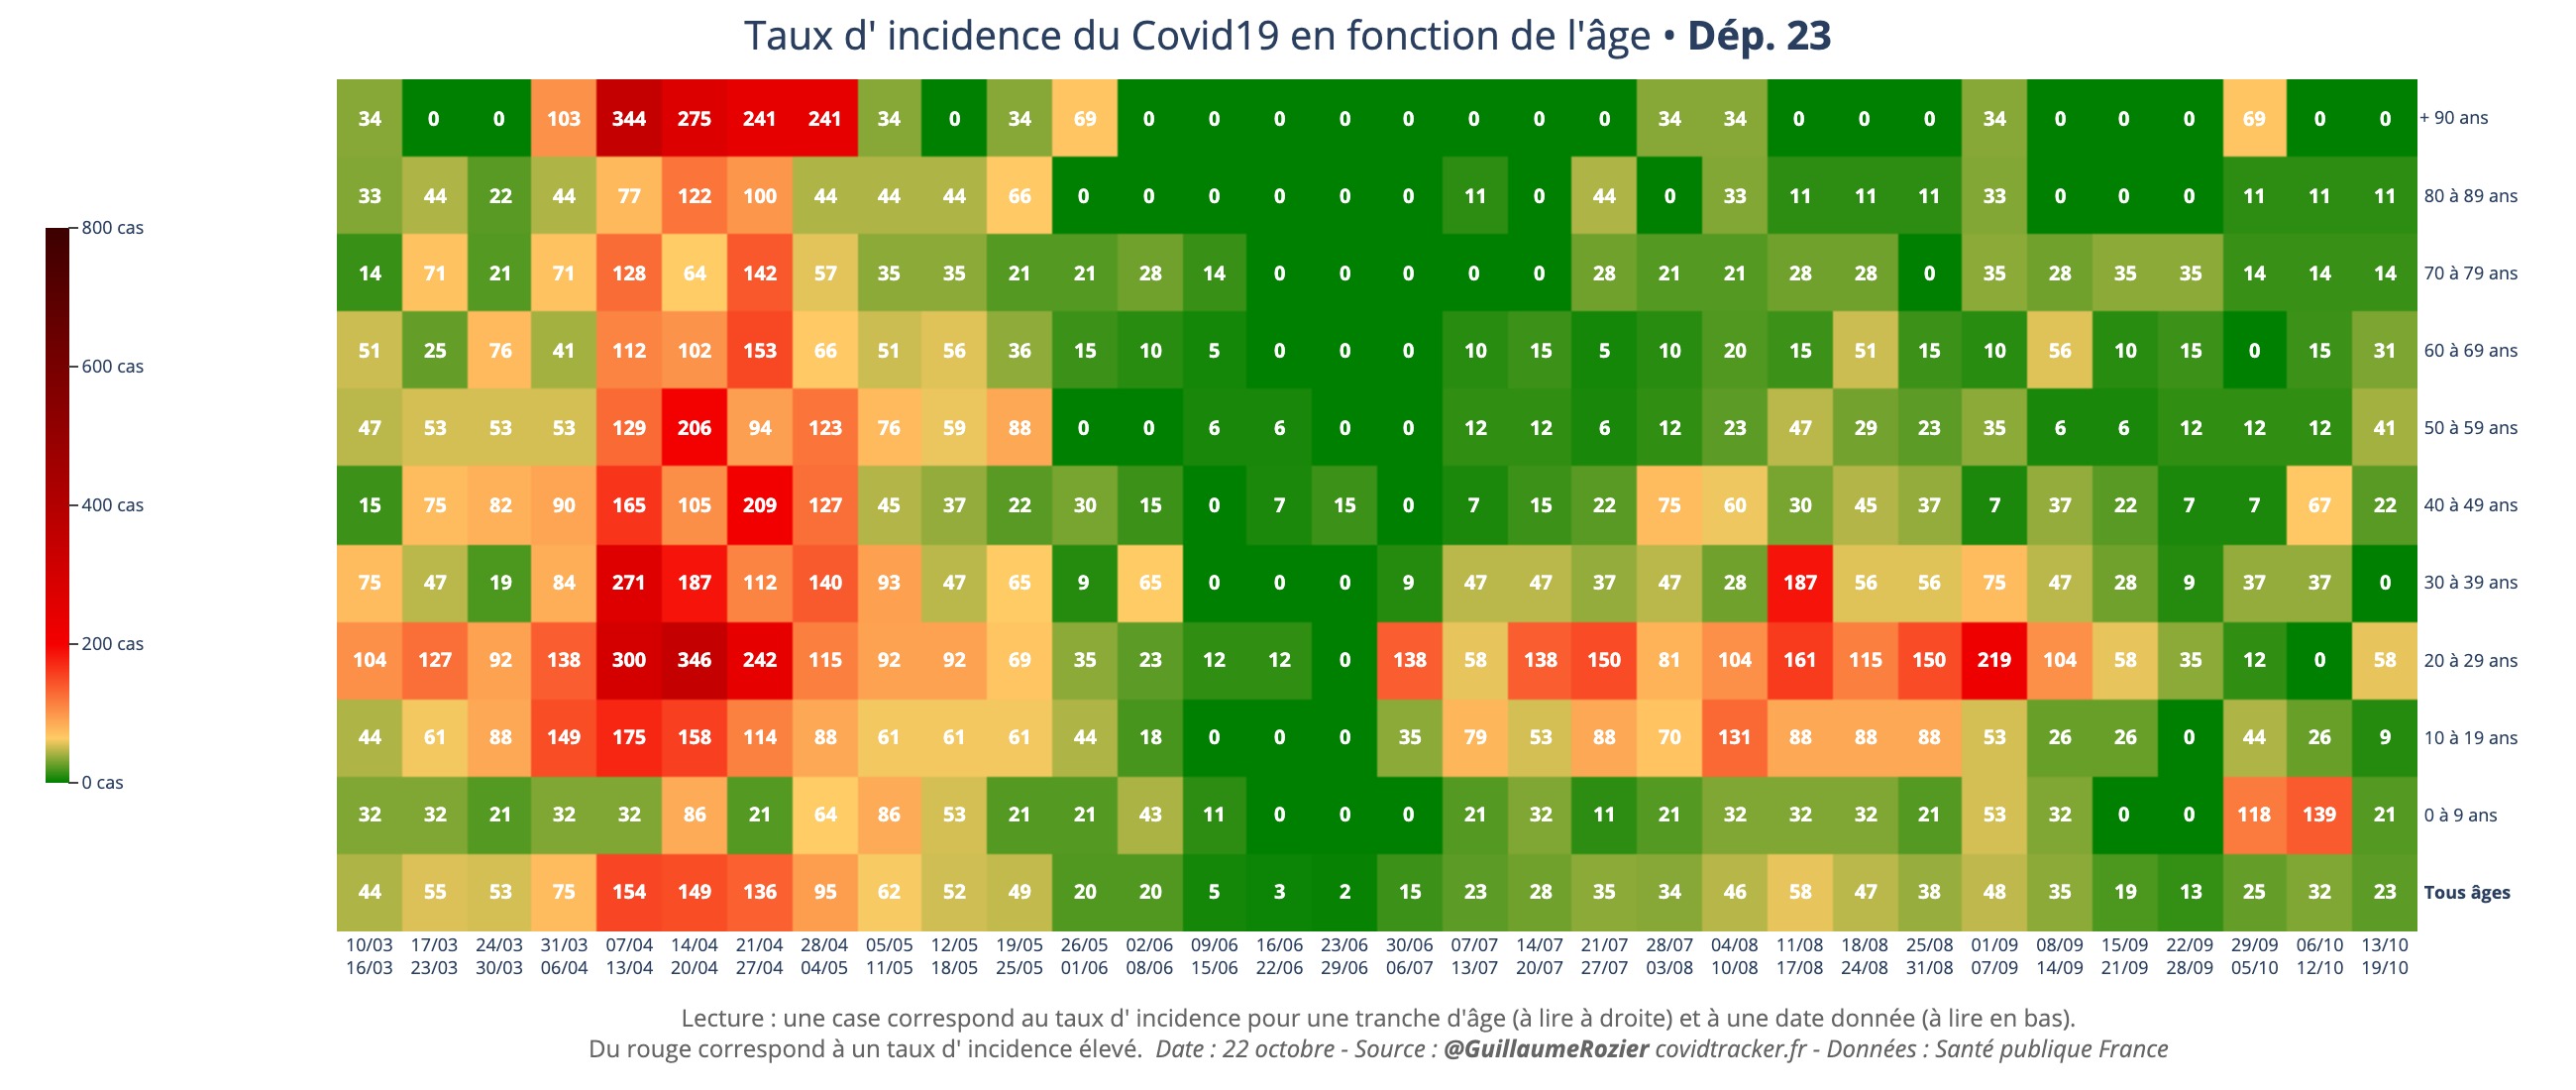 Taux d' incidence du Covid19 en fonction de l'âge • Dép. 23
800 cas
600 cas
400 cas
200 cas
0 cas
34 0 0 103 344 275 241 241 34 0 34 69 0 0 0 0 0 0 0 0 34 34 0 0 0 34 0 0 0 69 0 0 + 90 ans
33 44 22 44 77 122 100 44 44 44 66 0 0 0 0 0 0 11 0 44 0 33 11 11 11 33 0 0 0 11 11 11 80 à 89 ans
14 71 21 71 128 64 142 57 35 35 21 21 28 14 0 0 0 0 0 28 21 21 28 28 0 35 28 35 35 14 14 14 70 à 79 ans
51 25 76 41 112 102 153 66 51 56 36 15 10 5 0 0 0 10 15 5 10 20 15 51 15 10 56 10 15 0 15 31 60 à 69 ans
47 53 53 53 129 206 94 123 76 59 88 0 0 6 6 0 0 12 12 6 12 23 47 29 23 35 6 6 12 12 12 41 50 à 59 ans
15 75 82 90 165 105 209 127 45 37 22 30 15 0 7 15 0 7 15 22 75 60 30 45 37 7 37 22 7 7 67 22 40 à 49 ans
75 47 19 84 271 187 112 140 93 47 65 9 65 0 0 0 9 47 47 37 47 28 187 56 56 75 47 28 9 37 37 0 30 à 39 ans
104 127 92 138 300 346 242 115 92 92 69 35 23 12 12 0 138 58 138 150 81 104 161 115 150 219 104 58 35 12 0 58 20 à 29 ans
44 61 88 149 175 158 114 88 61 61 61 44 18 0 0 0 35 79 53 88 70 131 88 88 88 53 26 26 0 44 26 9 10 à 19 ans
32 32 21 32 32 86 21 64 86 53 21 21 43 11 0 0 0 21 32 11 21 32 32 32 21 53 32 0 0 118 139 21 0 à 9 ans
44 55 53 75 154 149 136 95 62 52 49 20 20 5 3 2 15 23 28 35 34 46 58 47 38 48 35 19 13 25 32 23 Tous âges
10/03 17/03 24/03 31/03 07/04 14/04 21/04 28/04 05/05 12/05 19/05 26/05 02/06 09/06 16/06 23/06 30/06 07/07 14/07 21/07 28/07 04/08 11/08 18/08 25/08 01/09 08/09 15/09 22/09 29/09 06/10 13/10
16/03 23/03 30/03 06/04 13/04 20/04 27/04 04/05 11/05 18/05 25/05 01/06 08/06 15/06 22/06 29/06 06/07 13/07 20/07 27/07 03/08 10/08 17/08 24/08 31/08 07/09 14/09 21/09 28/09 05/10 12/10 19/10
Lecture : une case correspond au taux d' incidence pour une tranche d'âge (à lire à droite) et à une date donnée (à lire en bas).
Du rouge correspond à un taux d' incidence élevé. Date : 22 octobre - Source : @GuillaumeRozier covidtracker.fr - Données : Santé publique France